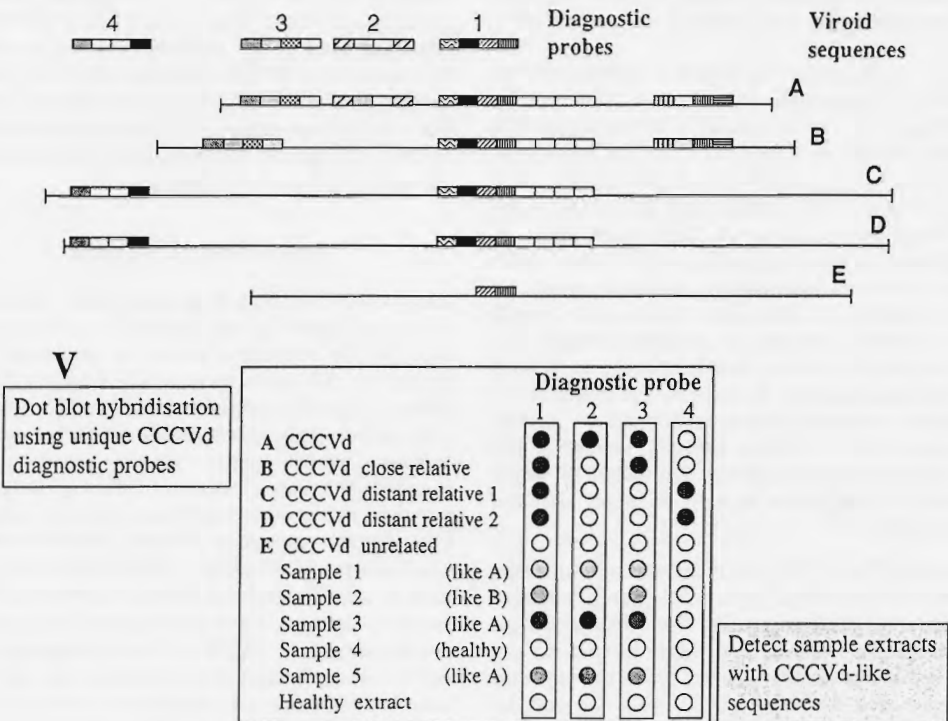 4 3 2 1 Diagnostic probes Viroid sequences
A
B
C
D
E
V
Dot blot hybridisation
using unique CCCVd
diagnostic probes
Diagnostic probe
1 2 3 4
A CCCVd
B CCCVd close relative
C CCCVd distant relative 1
D CCCVd distant relative 2
E CCCVd unrelated
Sample 1 (like A)
Sample 2 (like B)
Sample 3 (like A)
Sample 4 (healthy)
Sample 5 (like A)
Healthy extract
Detect sample extracts
with CCCVd-like
sequences